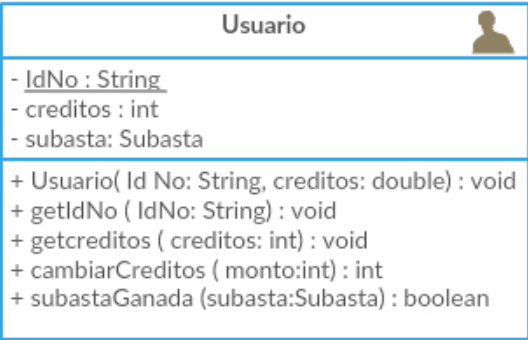 Usuario
- IdNo : String
- creditos : int
- subasta: Subasta
+ Usuario( Id No: String, creditos: double) : void
+ getIdNo ( IdNo: String) : void
+ getcreditos ( creditos: int) : void
+ cambiarCreditos ( monto:int) : int
+ subastaGanada (subasta:Subasta) : boolean